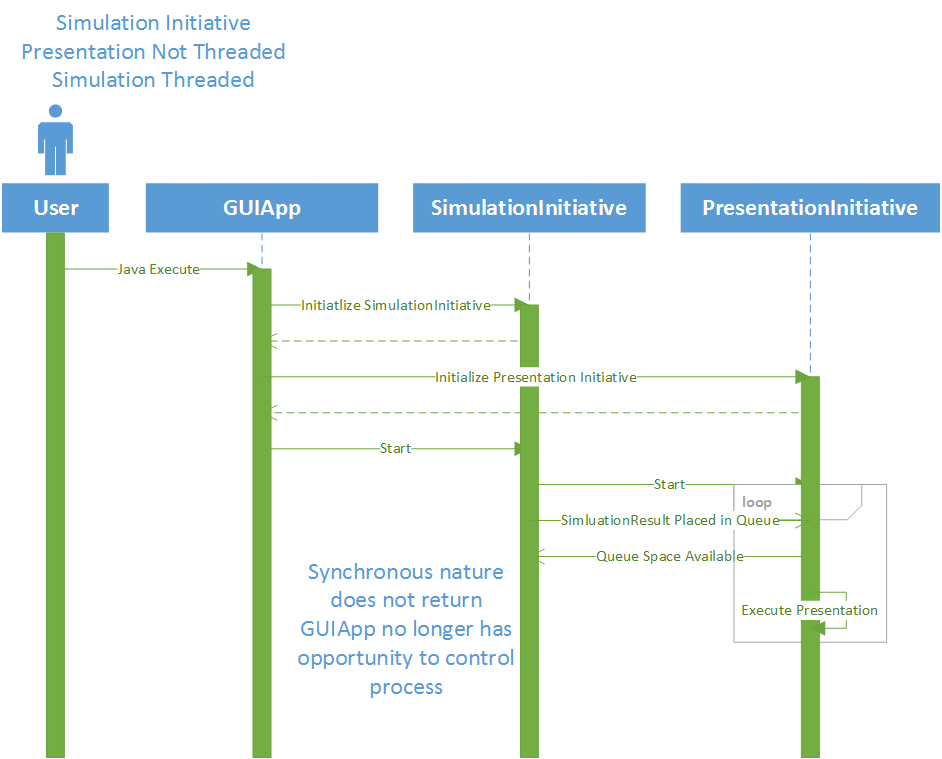 Simulation Initiative
Presentation Not Threaded
Simulation Threaded
User
GUIApp
SimulationInitiative
PresentationInitiative
Java Execute
Initiatlize SimulationInitiative
Initialize Presentation Initiative
Start
Start
loop
SimluationResult Placed in Queue
Queue Space Available
Execute Presentation
Synchronous nature
does not return
GUIApp no longer has
opportunity to control
process